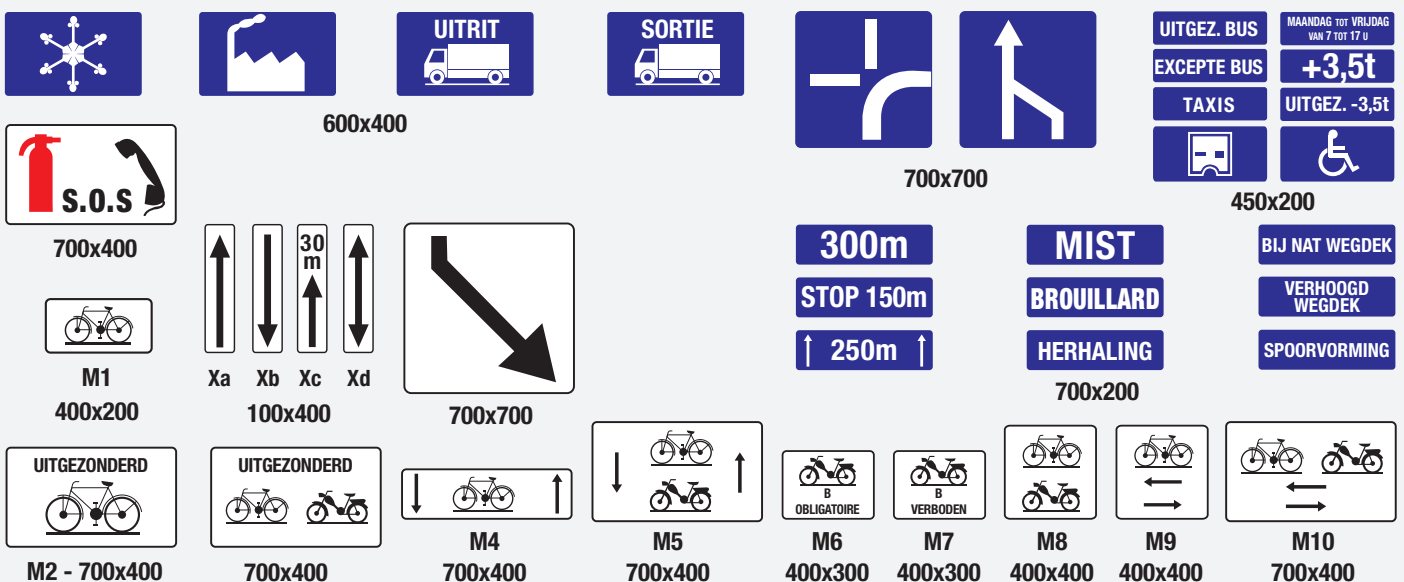 UITRIT
SORTIE
600x400
700x700
UITGEZ. BUS
MAANDAG TOT VRIJDAG
VAN 7 TOT 17 U
EXCEPTE BUS
+3,5t
TAXIS
UITGEZ. -3,5t
450x200
S.O.S
700x400
30
m
Xa
Xb
Xc
Xd
100x400
700x700
300m
STOP 150m
250m
MIST
BROUILLARD
HERHALING
700x200
BIJ NAT WEGDEK
VERHOOGD
WEGDEK
SPOORVORMING
M1
400x200
UITGEZONDERD
M2 - 700x400
UITGEZONDERD
700x400
M4
700x400
M5
700x400
B
OBLIGATOIRE
M6
400x300
B
VERBODEN
M7
400x300
M8
400x400
M9
400x400
M10
700x400